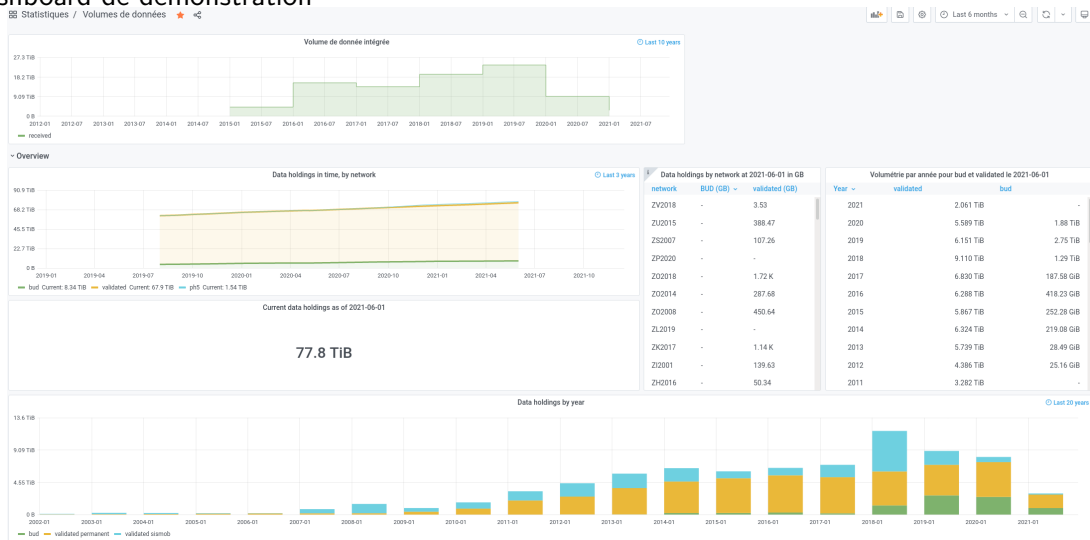 shboard de démonstration
Statistiques / Volumes de données
Last 6 months
Volume de donnée intégrée
Last 10 years
27.3 TiB
18.2 TiB
9.09 TiB
0 B
2012-01 2012-07 2013-01 2013-07 2014-01 2014-07 2015-01 2015-07 2016-01 2016-07 2017-01 2017-07 2018-01 2018-07 2019-01 2019-07 2020-01 2020-07 2021-01 2021-07
received
Overview
Data holdings in time, by network
Last 3 years
90.9 TiB
68.2 TiB
45.5 TiB
22.7 TiB
0 B
2019-01 2019-04 2019-07 2019-10 2020-01 2020-04 2020-07 2020-10 2021-01 2021-04 2021-07 2021-10
bud Current: 8.34 TiB validated Current: 67.9 TiB ph5 Current: 1.54 TiB
Current data holdings as of 2021-06-01
77.8 TiB
Data holdings by network at 2021-06-01 in GB
network BUD (GB) validated (GB)
ZV2018 - 3.53
ZU2015 - 388.47
ZS2007 - 107.26
ZP2020 - -
ZO2018 - 1.72 K
ZO2014 - 287.68
ZO2008 - 450.64
ZL2019 - -
ZK2017 - 1.14 K
ZI2001 - 139.63
ZH2016 - 50.34
Volumétrie par année pour bud et validated le 2021-06-01
Year validated bud
2021 2.061 TiB -
2020 5.589 TiB 1.88 TiB
2019 6.151 TiB 2.75 TiB
2018 9.110 TiB 1.29 TiB
2017 6.830 TiB 187.58 GiB
2016 6.288 TiB 418.23 GiB
2015 5.867 TiB 252.28 GiB
2014 6.324 TiB 219.08 GiB
2013 5.739 TiB 28.49 GiB
2012 4.386 TiB 25.16 GiB
2011 3.282 TiB -
Data holdings by year
Last 20 years
13.6 TiB
9.09 TiB
4.55 TiB
0 B
2002-01 2003-01 2004-01 2005-01 2006-01 2007-01 2008-01 2009-01 2010-01 2011-01 2012-01 2013-01 2014-01 2015-01 2016-01 2017-01 2018-01 2019-01 2020-01 2021-01
bud validated permanent validated sismob